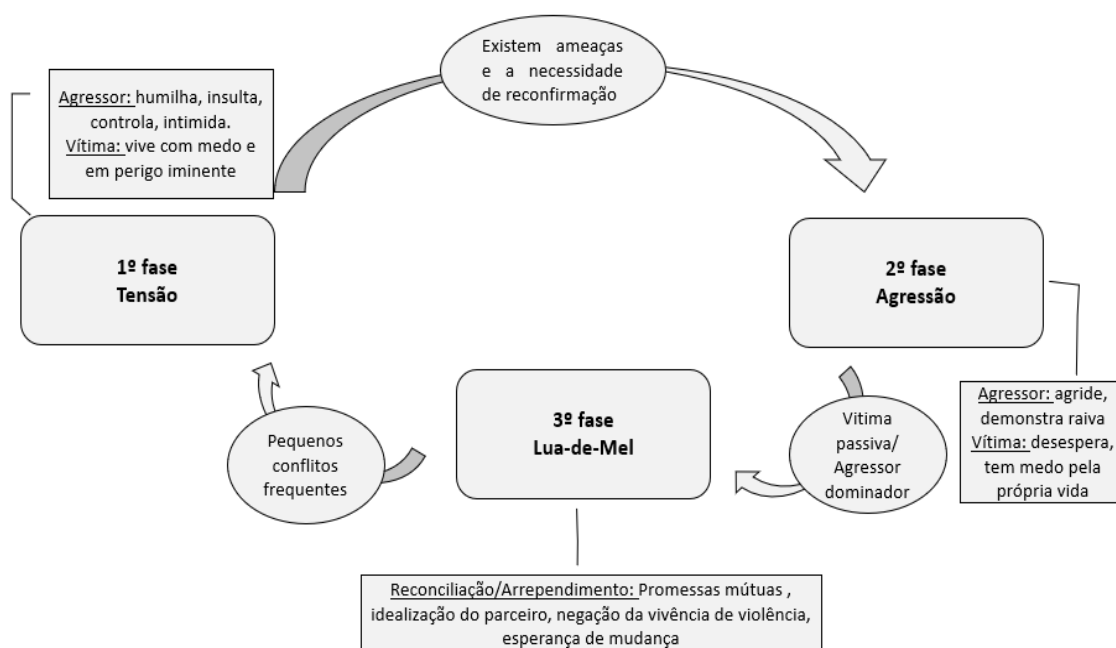 Existem ameaças
e a necessidade
de reconfirmação
Agressor: humilha, insulta,
controla, intimida.
Vítima: vive com medo e
em perigo iminente
1º fase
Tensão
2º fase
Agressão
Agressor: agride,
demonstra raiva
Vítima: desespera,
tem medo pela
própria vida
Vitima
passiva/
Agressor
dominador
3º fase
Lua-de-Mel
Pequenos
conflitos
frequentes
Reconciliação/Arrependimento: Promessas mútuas ,
idealização do parceiro, negação da vivência de violência,
esperança de mudança